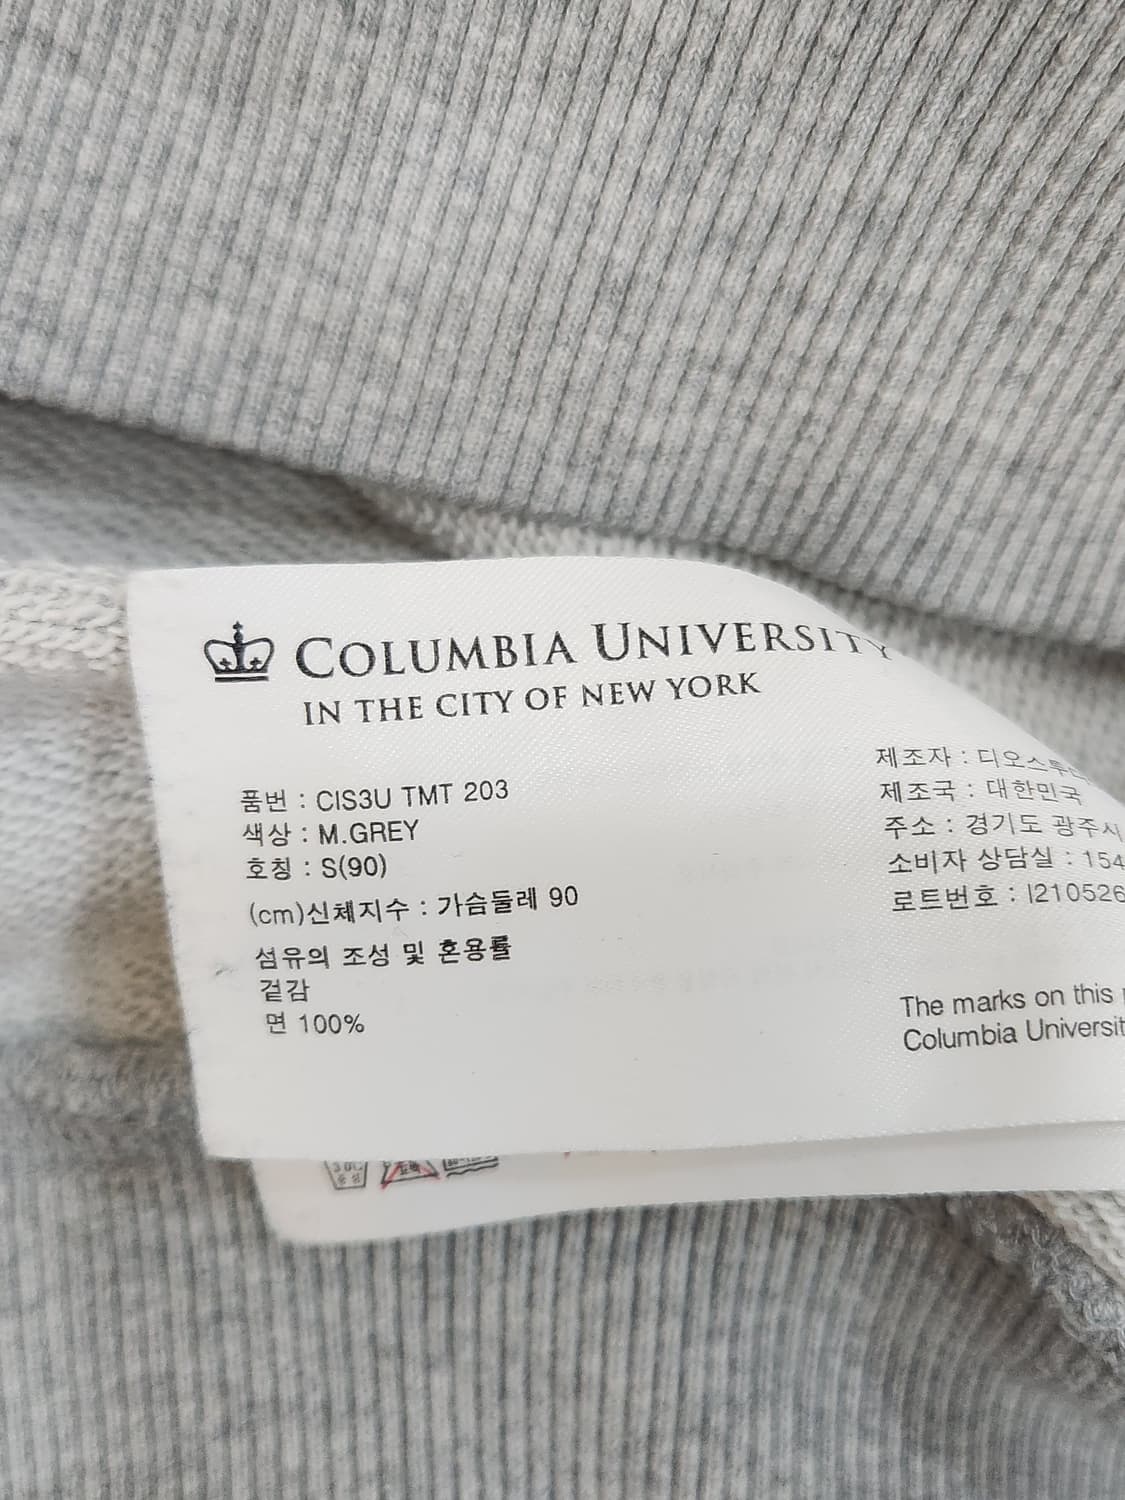 COLUMBIA UNIVERSITY
IN THE CITY OF NEW YORK
품번 : CIS3U TMT 203
색상 : M.GREY
호칭 : S(90)
(cm)신체지수 : 가슴둘레 90
섬유의 조성 및 혼용률
겉감
면 100%
제조자 :
제조국 : 대한민국
주소 : 경기도 광주시
소비자 상담실 : 154
로트번호 : I210526
The marks on this
Columbia Universit